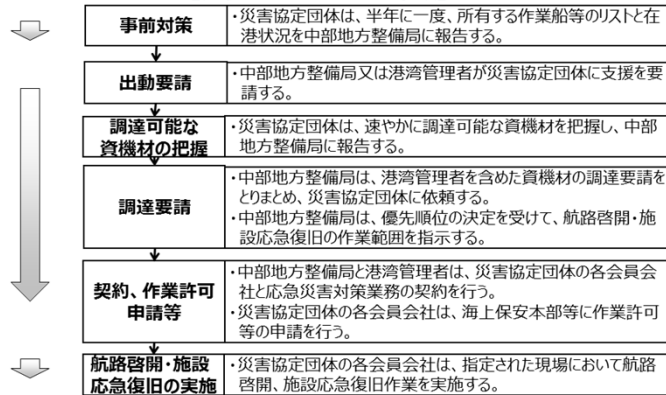 事前対策
・災害協定団体は、半年に一度、所有する作業船等のリストと在
港状況を中部地方整備局に報告する。
出動要請
・中部地方整備局又は港湾管理者が災害協定団体に支援を要
請する。
調達可能な
資機材の把握
・災害協定団体は、速やかに調達可能な資機材を把握し、中部
地方整備局に報告する。
調達要請
・中部地方整備局は、港湾管理者を含めた資機材の調達要請を
とりまとめ、災害協定団体に依頼する。
・中部地方整備局は、優先順位の決定を受けて、航路啓開・施
設応急復旧の作業範囲を指示する。
契約、作業許可
申請等
・中部地方整備局と港湾管理者は、災害協定団体の各会員会
社と応急災害対策業務の契約を行う。
・災害協定団体の各会員会社は、海上保安本部等に作業許可
等の申請を行う。
航路啓開・施設
応急復旧の実施
・災害協定団体の各会員会社は、指定された現場において航路
啓開、施設応急復旧作業を実施する。